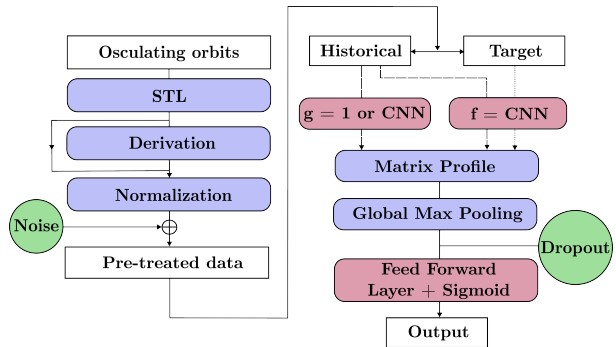 Osculating orbits
STL
Derivation
Normalization
Noise
Pre-treated data
Historical
Target
g = 1 or CNN
f = CNN
Matrix Profile
Global Max Pooling
Dropout
Feed Forward
Layer + Sigmoid
Output